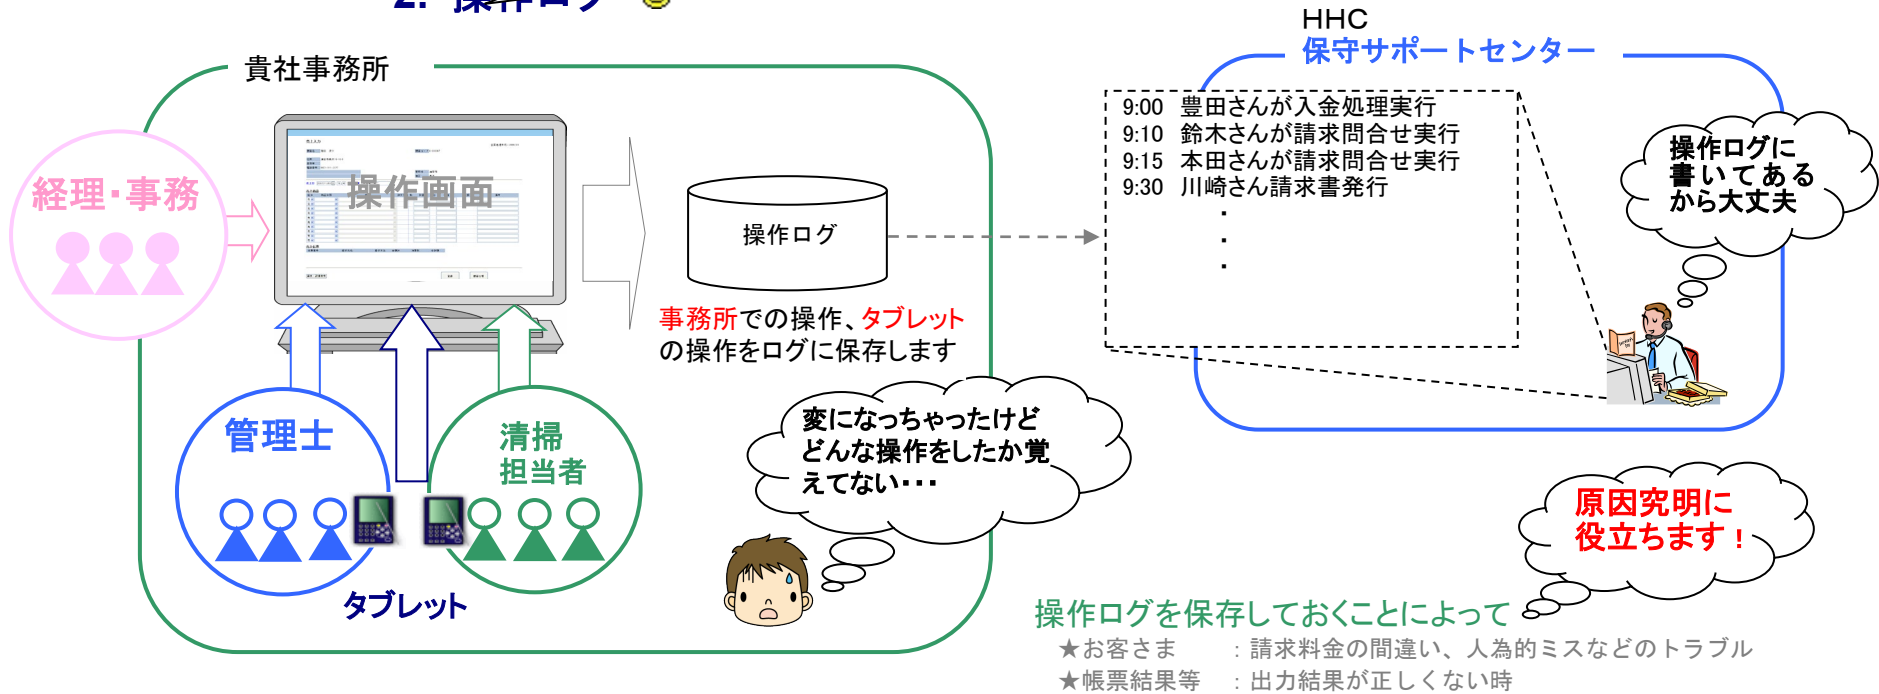 2. 操作ログ
HHC
保守サポートセンター
貴社事務所
経理・事務
操作画面
操作ログ
事務所での操作、タブレット
の操作をログに保存します
9:00 豊田さんが入金処理実行
9:10 鈴木さんが請求問合せ実行
9:15 本田さんが請求問合せ実行
9:30 川崎さん請求書発行
・
・
・
操作ログに
書いてある
から大丈夫
管理士
清掃
担当者
タブレット
変になっちゃったけど
どんな操作をしたか覚
えてない・・・
原因究明に
役立ちます！
操作ログを保存しておくことによって
★お客さま ：請求料金の間違い、人為的ミスなどのトラブル
★帳票結果等 ：出力結果が正しくない時